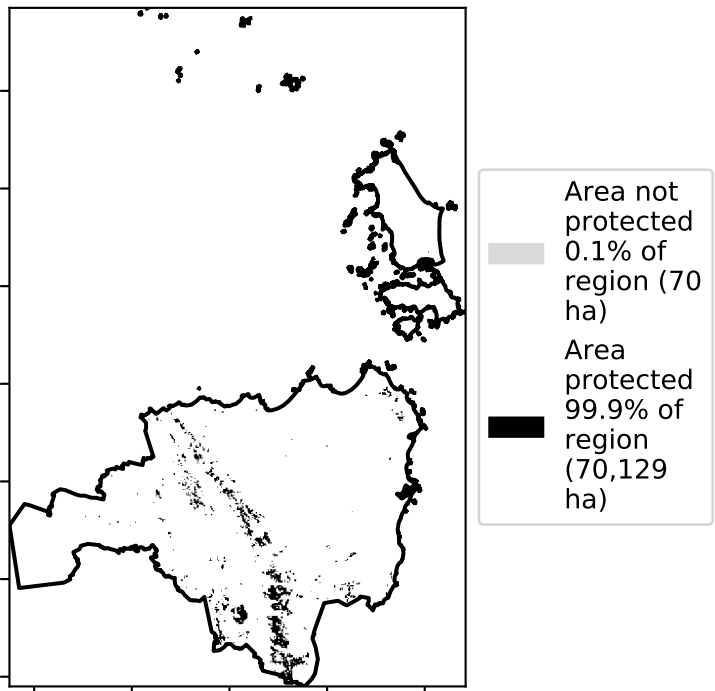 Area not
protected
0.1% of
region (70
ha)
Area
protected
99.9% of
region
(70,129
ha)